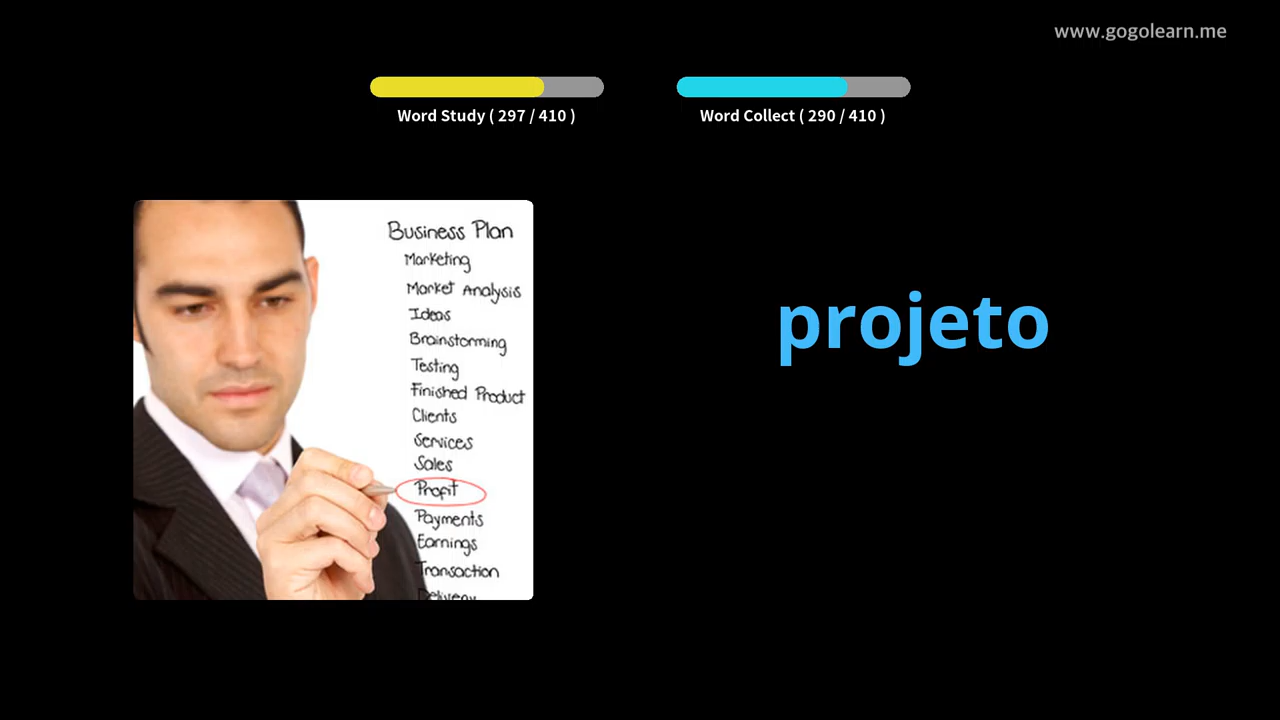 www.gogolearn.me
Word Study ( 297 / 410 )
Word Collect ( 290 / 410 )
Business Plan
Marketing
Market Analysis
Ideas
Brainstorming
Testing
Finished Product
Clients
Services
Sales
Profit
Payments
Earnings
Transaction
Delivery
projeto